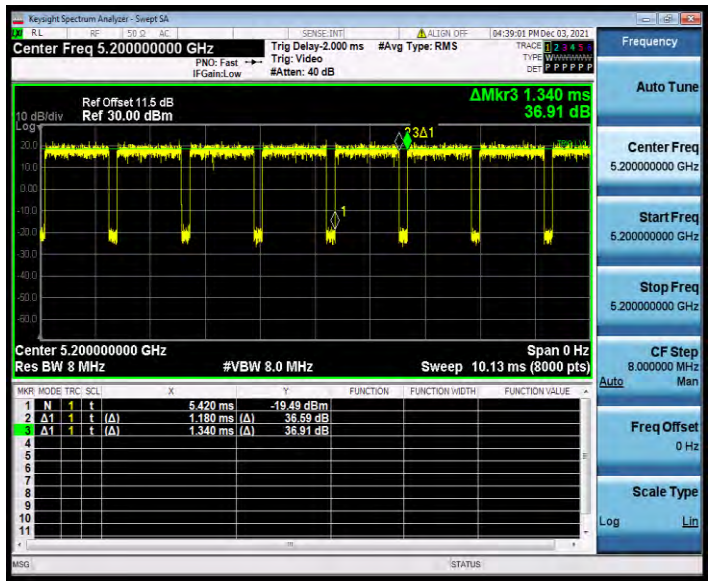 Keysight Spectrum Analyzer - Swept SA
RL RF 50 Ω AC SENSE:INT ALIGN OFF 04:39:01 PM Dec 03, 2021
Center Freq 5.200000000 GHz
PNO: Fast
IFGain:Low
Trig Delay-2.000 ms
Trig: Video
#Atten: 40 dB
#Avg Type: RMS
TRACE 1 2 3 4 5 6
TYPE WWWWWW
DET P P P P P P
Frequency
Auto Tune
Center Freq
5.200000000 GHz
Start Freq
5.200000000 GHz
Stop Freq
5.200000000 GHz
CF Step
8.000000 MHz
Auto Man
Freq Offset
0 Hz
Scale Type
Log Lin
ΔMkr3 1.340 ms
36.91 dB
Ref Offset 11.5 dB
10 dB/div Ref 30.00 dBm
Log
20.0
10.0
0.00
-10.0
-20.0
-30.0
-40.0
-50.0
-60.0
23Δ1
1
Center 5.200000000 GHz Span 0 Hz
Res BW 8 MHz #VBW 8.0 MHz Sweep 10.13 ms (8000 pts)
MKR MODE TRC SCL X Y FUNCTION FUNCTION WIDTH FUNCTION VALUE
1 N 1 t 5.420 ms -19.49 dBm
2 Δ1 1 t (Δ) 1.180 ms (Δ) 36.59 dB
3 Δ1 1 t (Δ) 1.340 ms (Δ) 36.91 dB
4
5
6
7
8
9
10
11
MSG STATUS